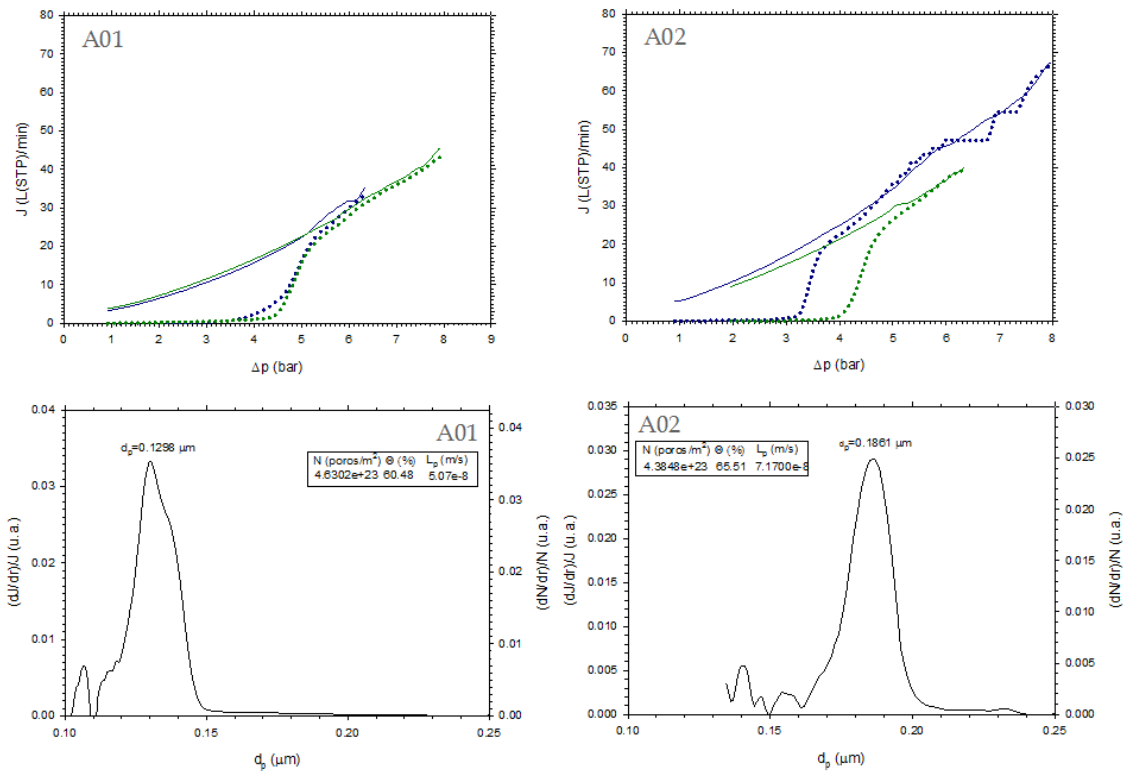 A01
J (L(STP)/min)
80
70
60
50
40
30
20
10
0
0 1 2 3 4 5 6 7 8 9
Δp (bar)
A02
J (L(STP)/min)
80
70
60
50
40
30
20
10
0
0 1 2 3 4 5 6 7 8
Δp (bar)
A01
dp=0.1298 μm
N (poros/m²) Θ (%) Lp (m/s)
4.6302e+23 60.48 5.07e-8
(dJ/dr)/J (u.a.)
0.04
0.03
0.02
0.01
0.00
(dN/dr)/N (u.a.)
0.04
0.03
0.02
0.01
0.00
0.10 0.15 0.20 0.25
dp (μm)
A02
dp=0.1861 μm
N (poros/m²) Θ (%) Lp (m/s)
4.3848e+23 65.51 7.1700e-8
(dJ/dr)/J (u.a.)
0.035
0.030
0.025
0.020
0.015
0.010
0.005
0.000
(dN/dr)/N (u.a.)
0.030
0.025
0.020
0.015
0.010
0.005
0.000
0.10 0.15 0.20 0.25
dp (μm)